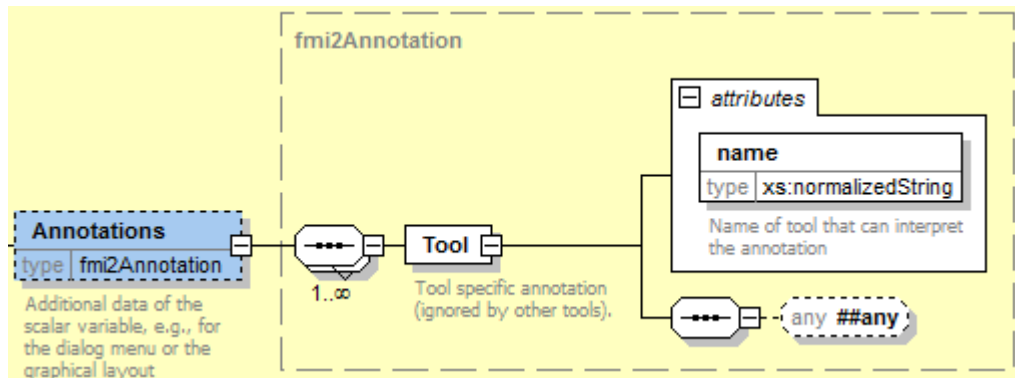 fmi2Annotation
attributes
name
type xs:normalizedString
Name of tool that can interpret
the annotation
Annotations
type fmi2Annotation
Additional data of the
scalar variable, e.g., for
the dialog menu or the
graphical layout
1..∞
Tool
Tool specific annotation
(ignored by other tools).
any ##any